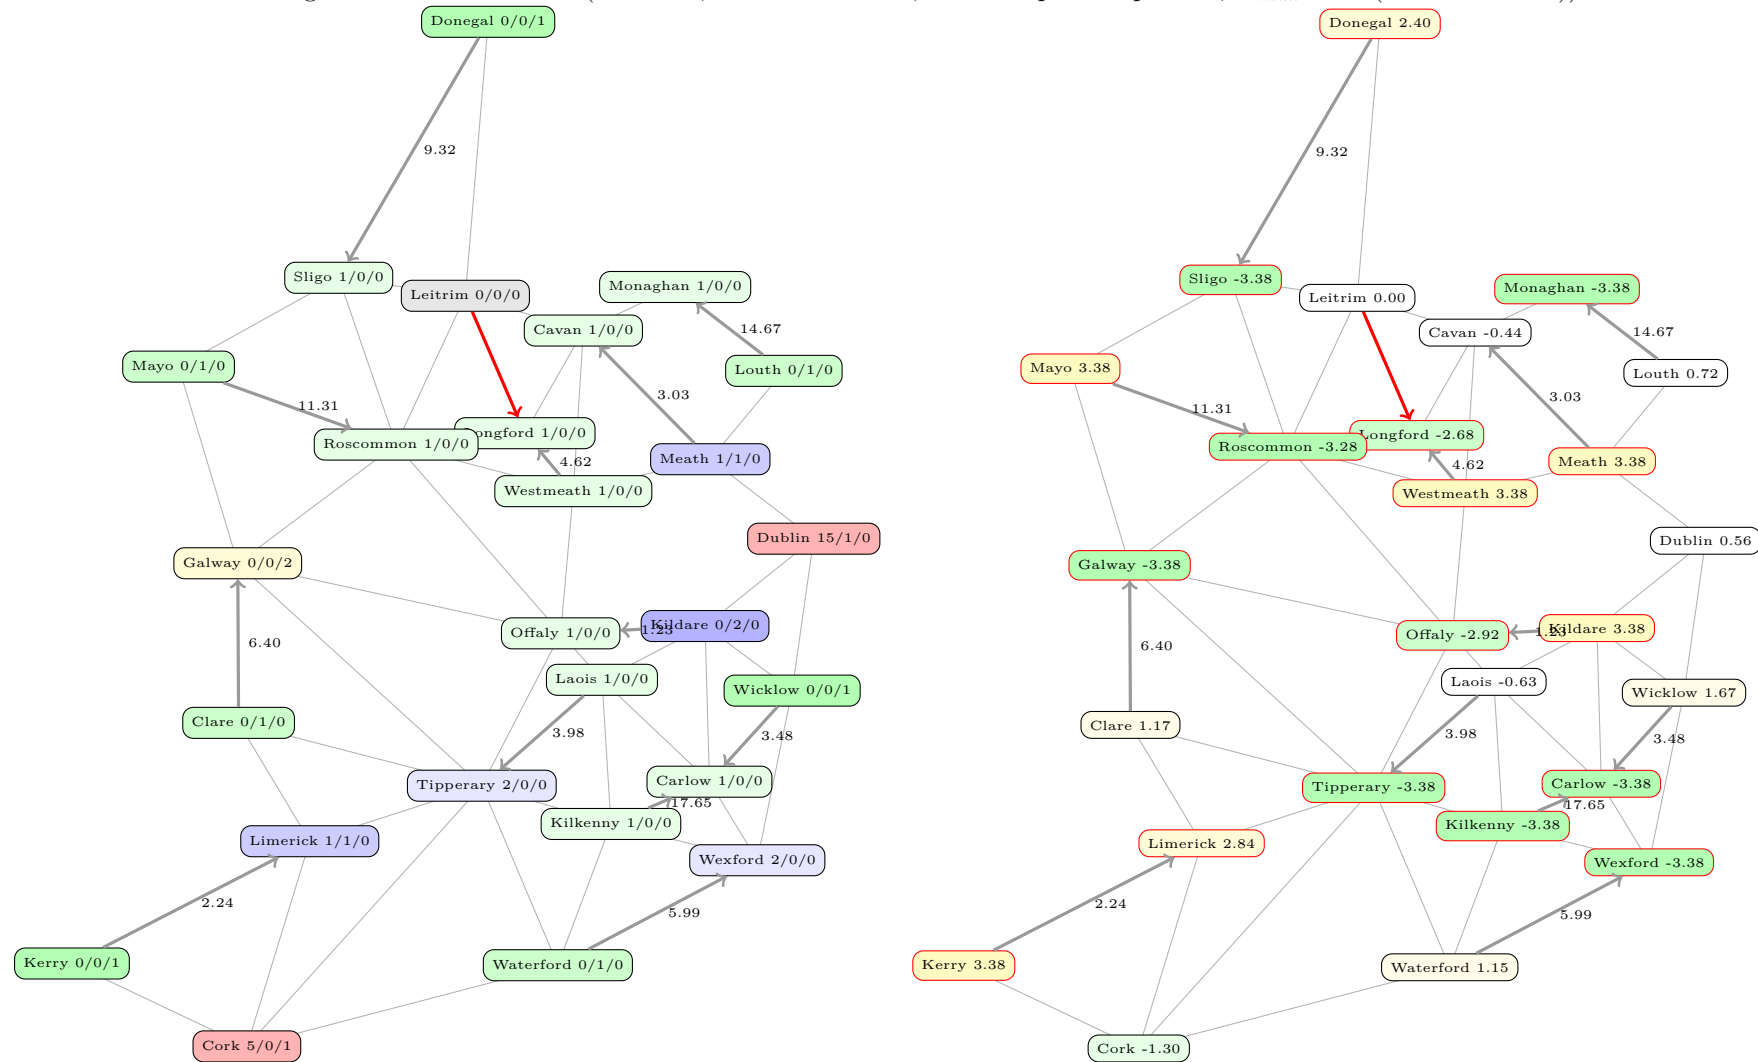 Donegal 0/0/1
9.32
Sligo 1/0/0
Leitrim 0/0/0
Monaghan 1/0/0
Cavan 1/0/0
14.67
Mayo 0/1/0
Louth 0/1/0
3.03
11.31
Longford 1/0/0
Roscommon 1/0/0
4.62
Meath 1/1/0
Westmeath 1/0/0
Dublin 15/1/0
Galway 0/0/2
Offaly 1/0/0
1.23
Kildare 0/2/0
6.40
Laois 1/0/0
Wicklow 0/0/1
Clare 0/1/0
3.98
3.48
Tipperary 2/0/0
Carlow 1/0/0
17.65
Kilkenny 1/0/0
Limerick 1/1/0
Wexford 2/0/0
2.24
5.99
Kerry 0/0/1
Waterford 0/1/0
Cork 5/0/1
Donegal 2.40
9.32
Sligo -3.38
Leitrim 0.00
Monaghan -3.38
Cavan -0.44
14.67
Mayo 3.38
Louth 0.72
3.03
11.31
Longford -2.68
Roscommon -3.28
4.62
Meath 3.38
Westmeath 3.38
Dublin 0.56
Galway -3.38
Offaly -2.92
1.23
Kildare 3.38
6.40
Laois -0.63
Wicklow 1.67
Clare 1.17
3.98
3.48
Tipperary -3.38
Carlow -3.38
17.65
Kilkenny -3.38
Limerick 2.84
Wexford -3.38
2.24
5.99
Kerry 3.38
Waterford 1.15
Cork -1.30